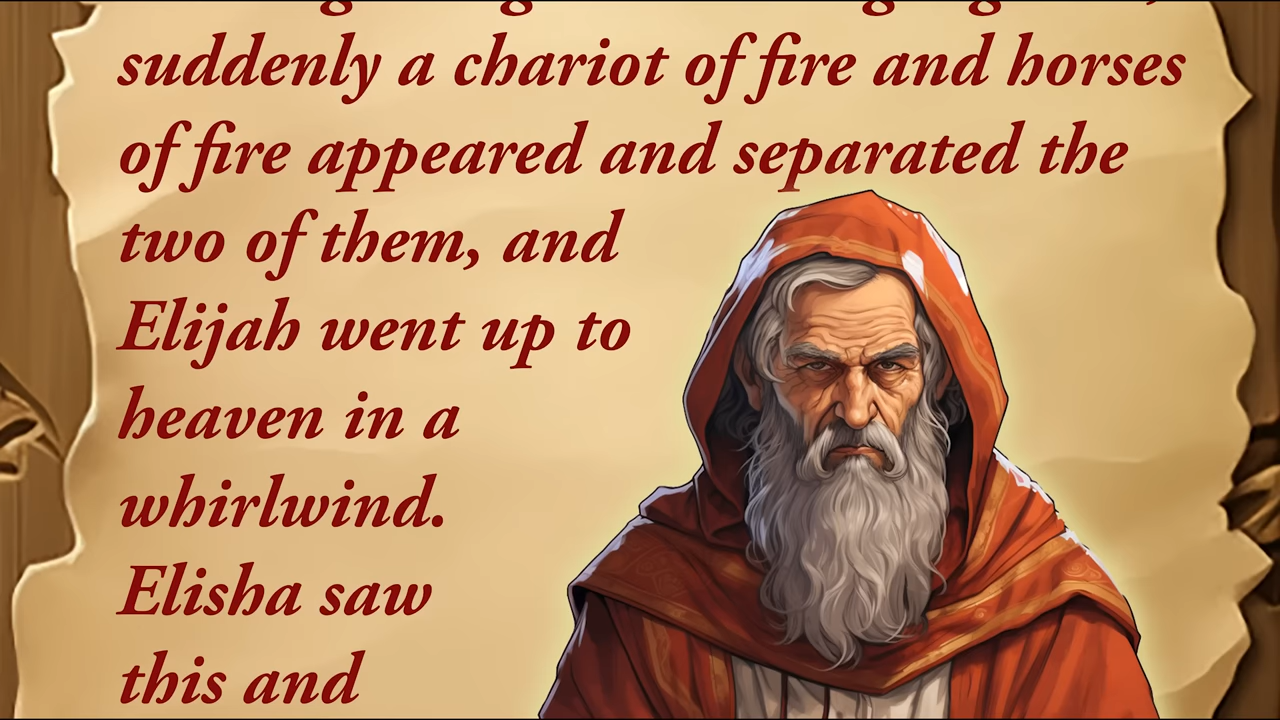 suddenly a chariot of fire and horses
of fire appeared and separated the
two of them, and
Elijah went up to
heaven in a
whirlwind.
Elisha saw
this and